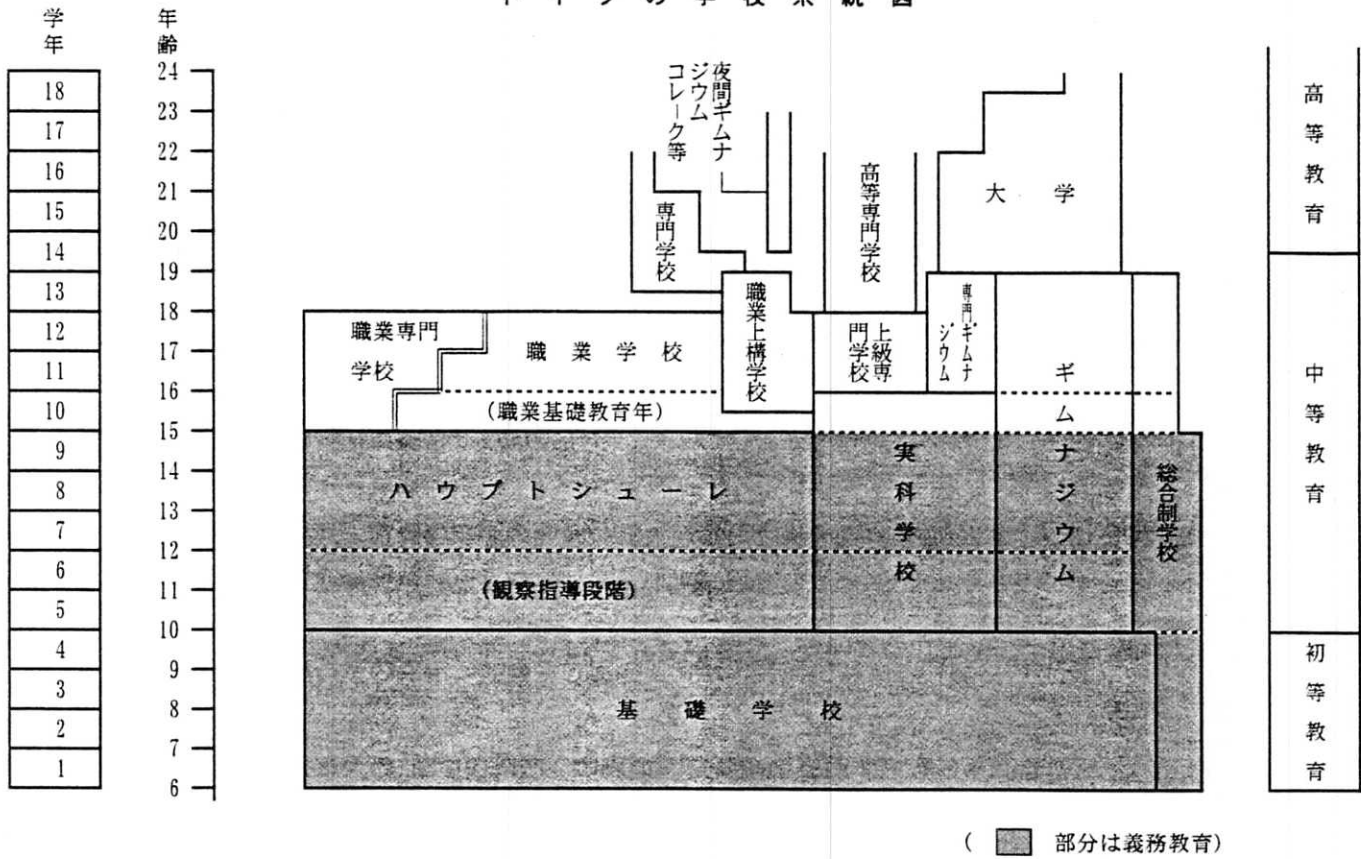 ドイツの学校系統図
学年
年齢
24
18
23
17
22
16
21
15
20
14
19
13
18
12
17
11
16
10
15
9
14
8
13
7
12
6
11
5
10
4
9
3
8
2
7
1
6
夜間ギムナ
ジウム
コレーク等
専門学校
高等専門学校
大学
職業専門
学校
職業学校
(職業基礎教育年)
職業上構学校
上級専
門学校
専門ギムナ
ジウム
ギムナジウム
ハウプトシューレ
(観察指導段階)
実科学校
総合制学校
基礎学校
高等教育
中等教育
初等教育
( 部分は義務教育)